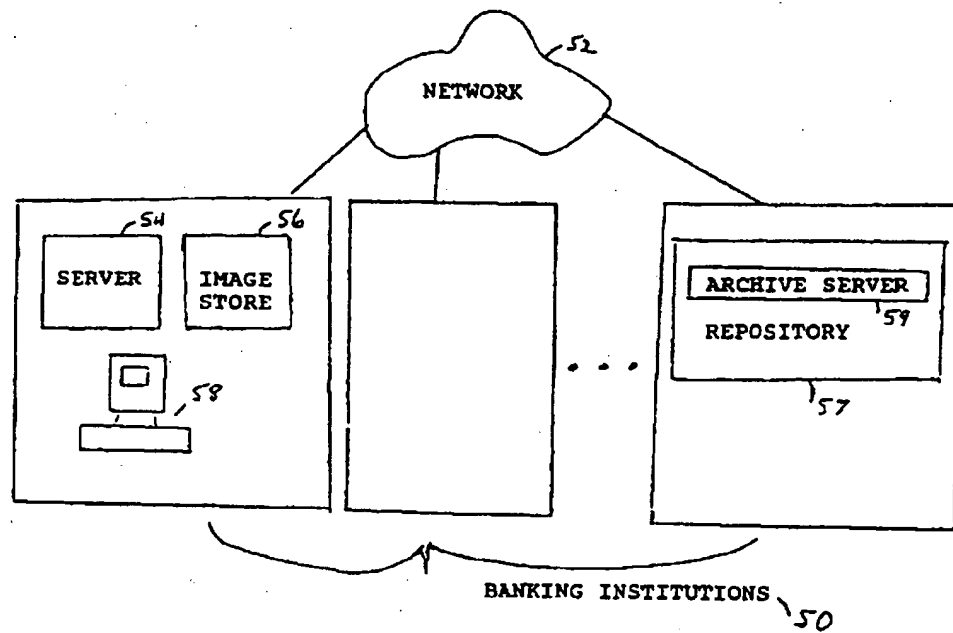 52
NETWORK
54
56
SERVER
IMAGE
STORE
ARCHIVE SERVER
59
REPOSITORY
58
57
BANKING INSTITUTIONS
50